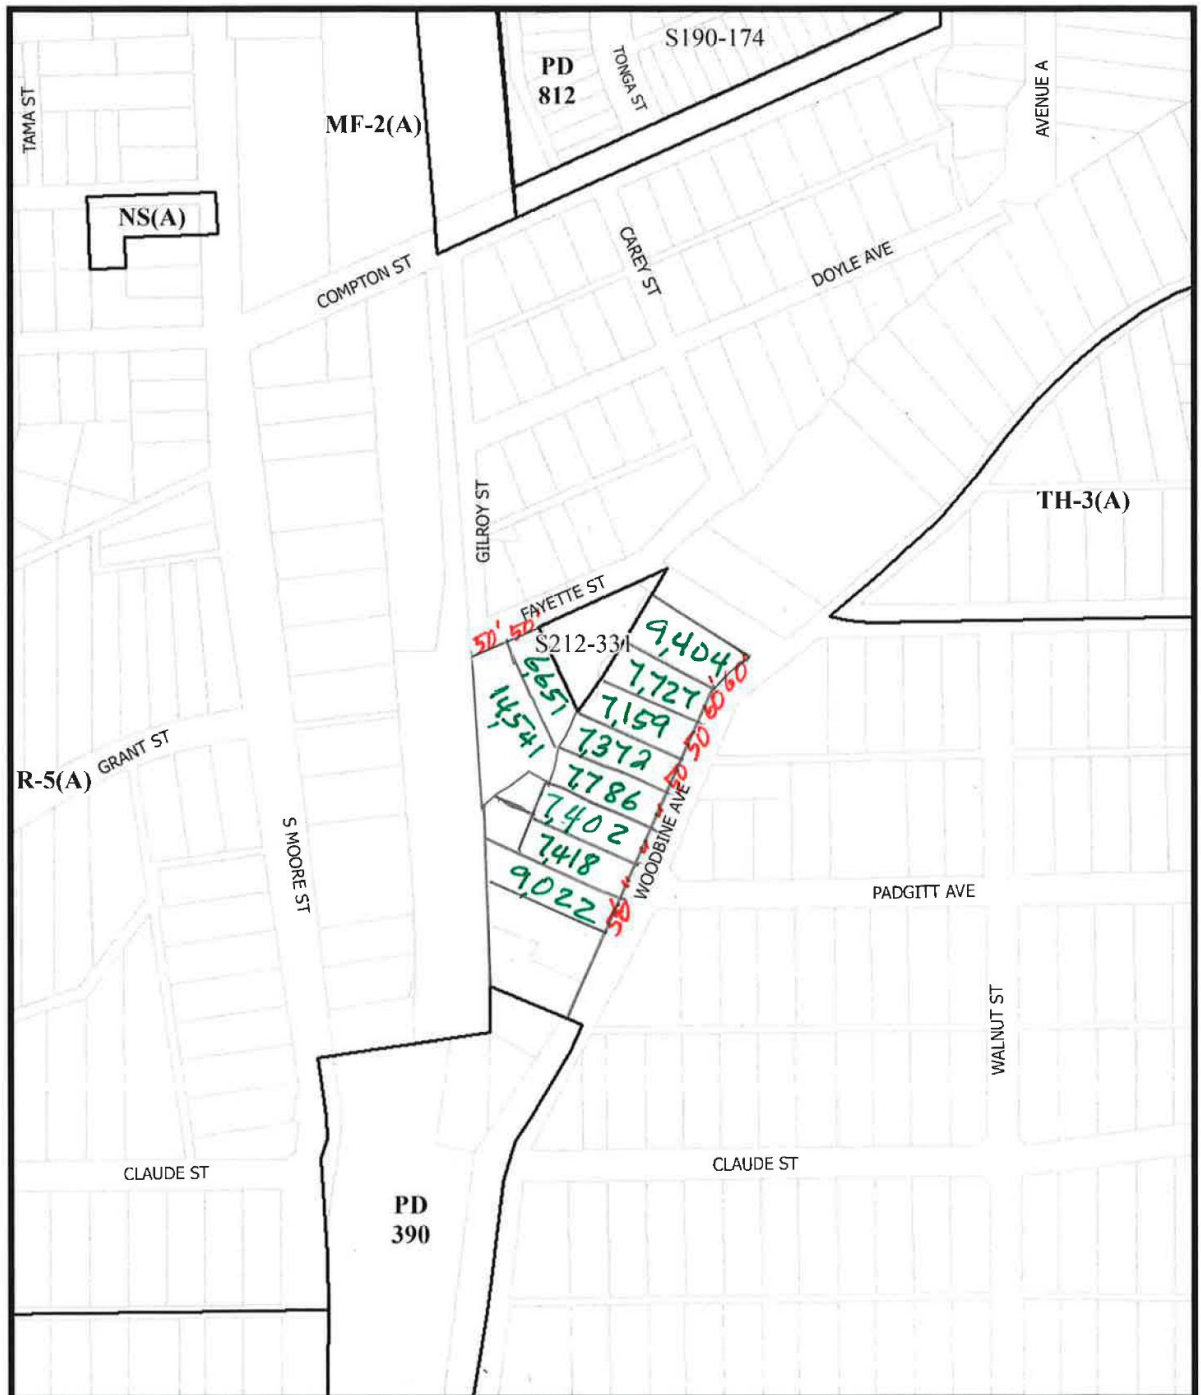 S190-174
PD
812
TONGA ST
AVENUE A
TAMA ST
MF-2(A)
NS(A)
CAREY ST
DOYLE AVE
COMPTON ST
TH-3(A)
GILROY ST
FAYETTE ST
50' 50'
S212-331
9,404
60'
6,651
7,727
60'
14,541
7,159
50'
7,372
50
7,786
"
7,402
"
7,418
"
9,022
50'
WOODBINE AVE
GRANT ST
R-5(A)
S MOORE ST
PADGITT AVE
WALNUT ST
CLAUDE ST
CLAUDE ST
PD
390